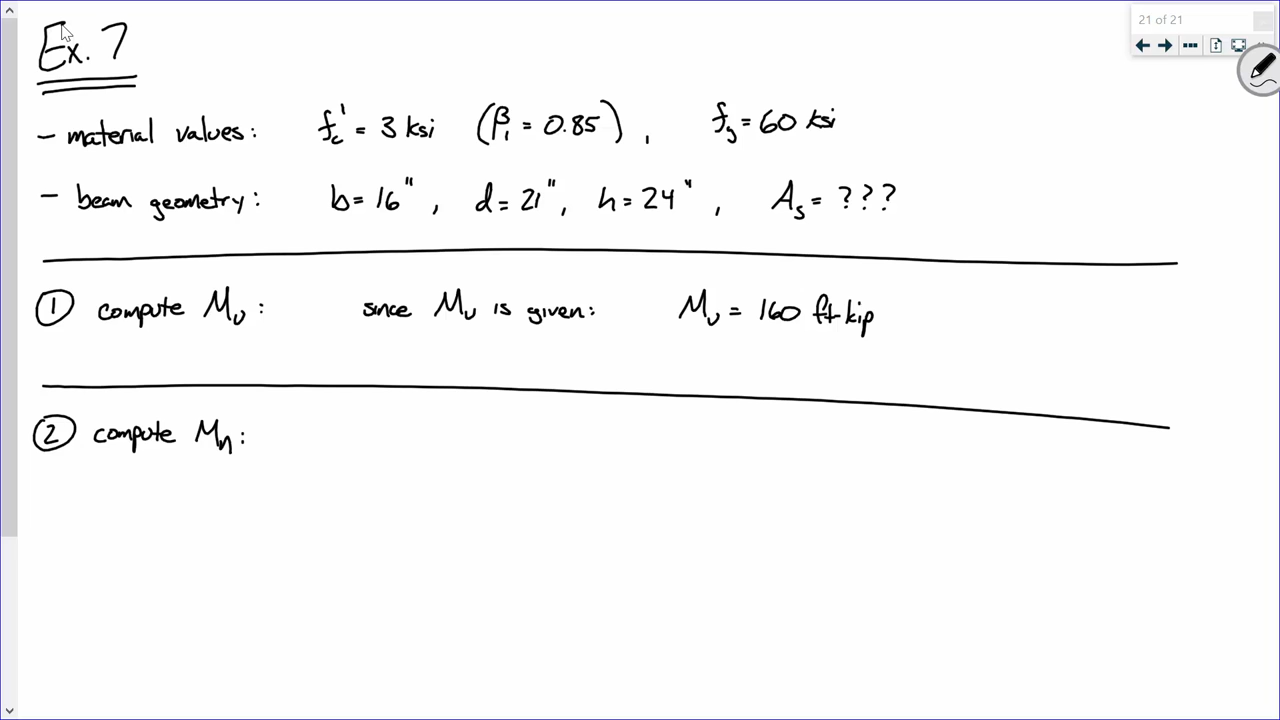 21 of 21
Ex. 7
- material values: f'c = 3 ksi (β1 = 0.85), fy = 60 ksi
- beam geometry: b = 16", d = 21", h = 24", As = ???
① compute Mu: since Mu is given: Mu = 160 ft-kip
② compute Mn: